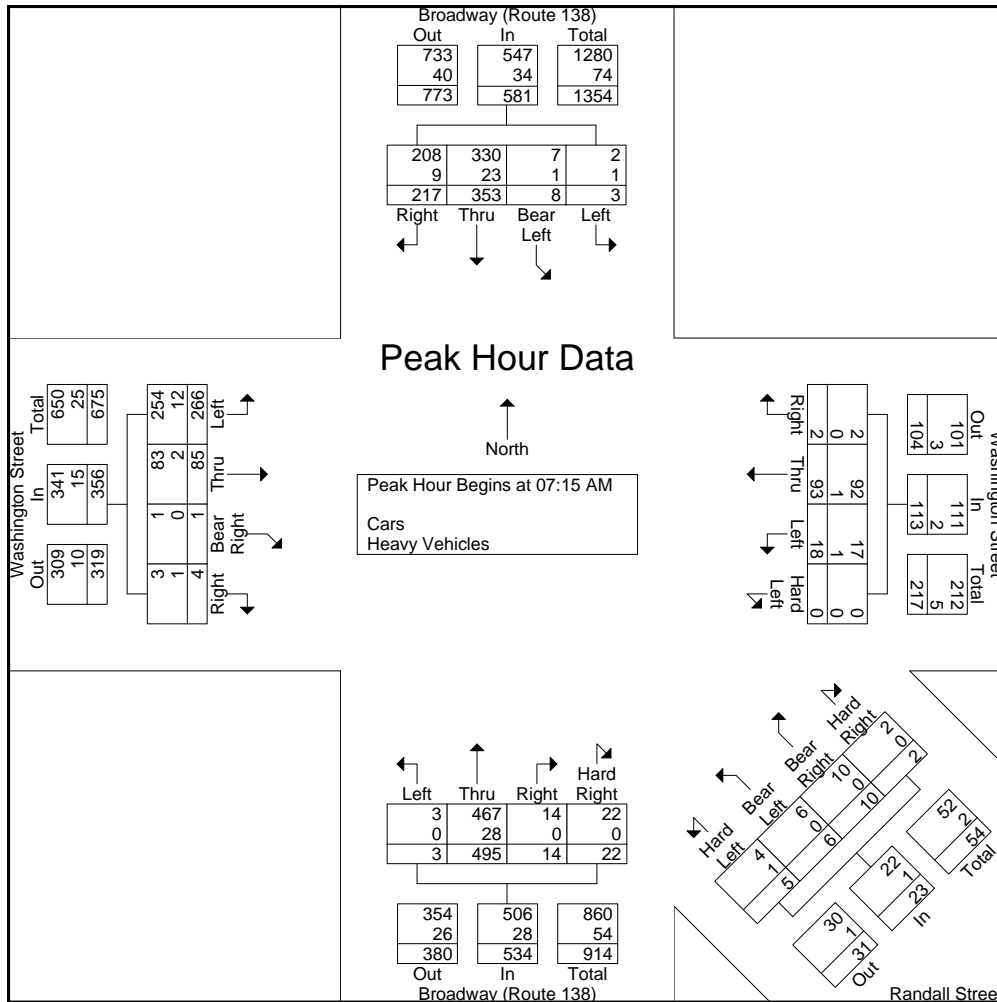 Broadway (Route 138)
Out In Total
733 547 1280
40 34 74
773 581 1354
208 330 7 2
9 23 1 1
217 353 8 3
Right Thru Bear Left Left
Peak Hour Data
North
Peak Hour Begins at 07:15 AM
Cars
Heavy Vehicles
Washington Street
Total In Out
650 341 309
25 15 10
675 356 319
254 83 1 3
12 2 0 1
266 85 1 4
Left Thru Bear Right Right
Washington Street
Out In Total
101 111 212
3 2 5
104 113 217
2 92 17 0
0 1 1 0
2 93 18 0
Right Thru Left Hard Left
Left Thru Right Hard Right
3 467 14 22
0 28 0 0
3 495 14 22
354 506 860
26 28 54
380 534 914
Out In Total
Broadway (Route 138)
Hard Left Bear Left Bear Right Hard Right
4 6 10 2
1 0 0 0
5 6 10 2
30 22 52
1 1 2
31 23 54
Out In Total
Randall Stree